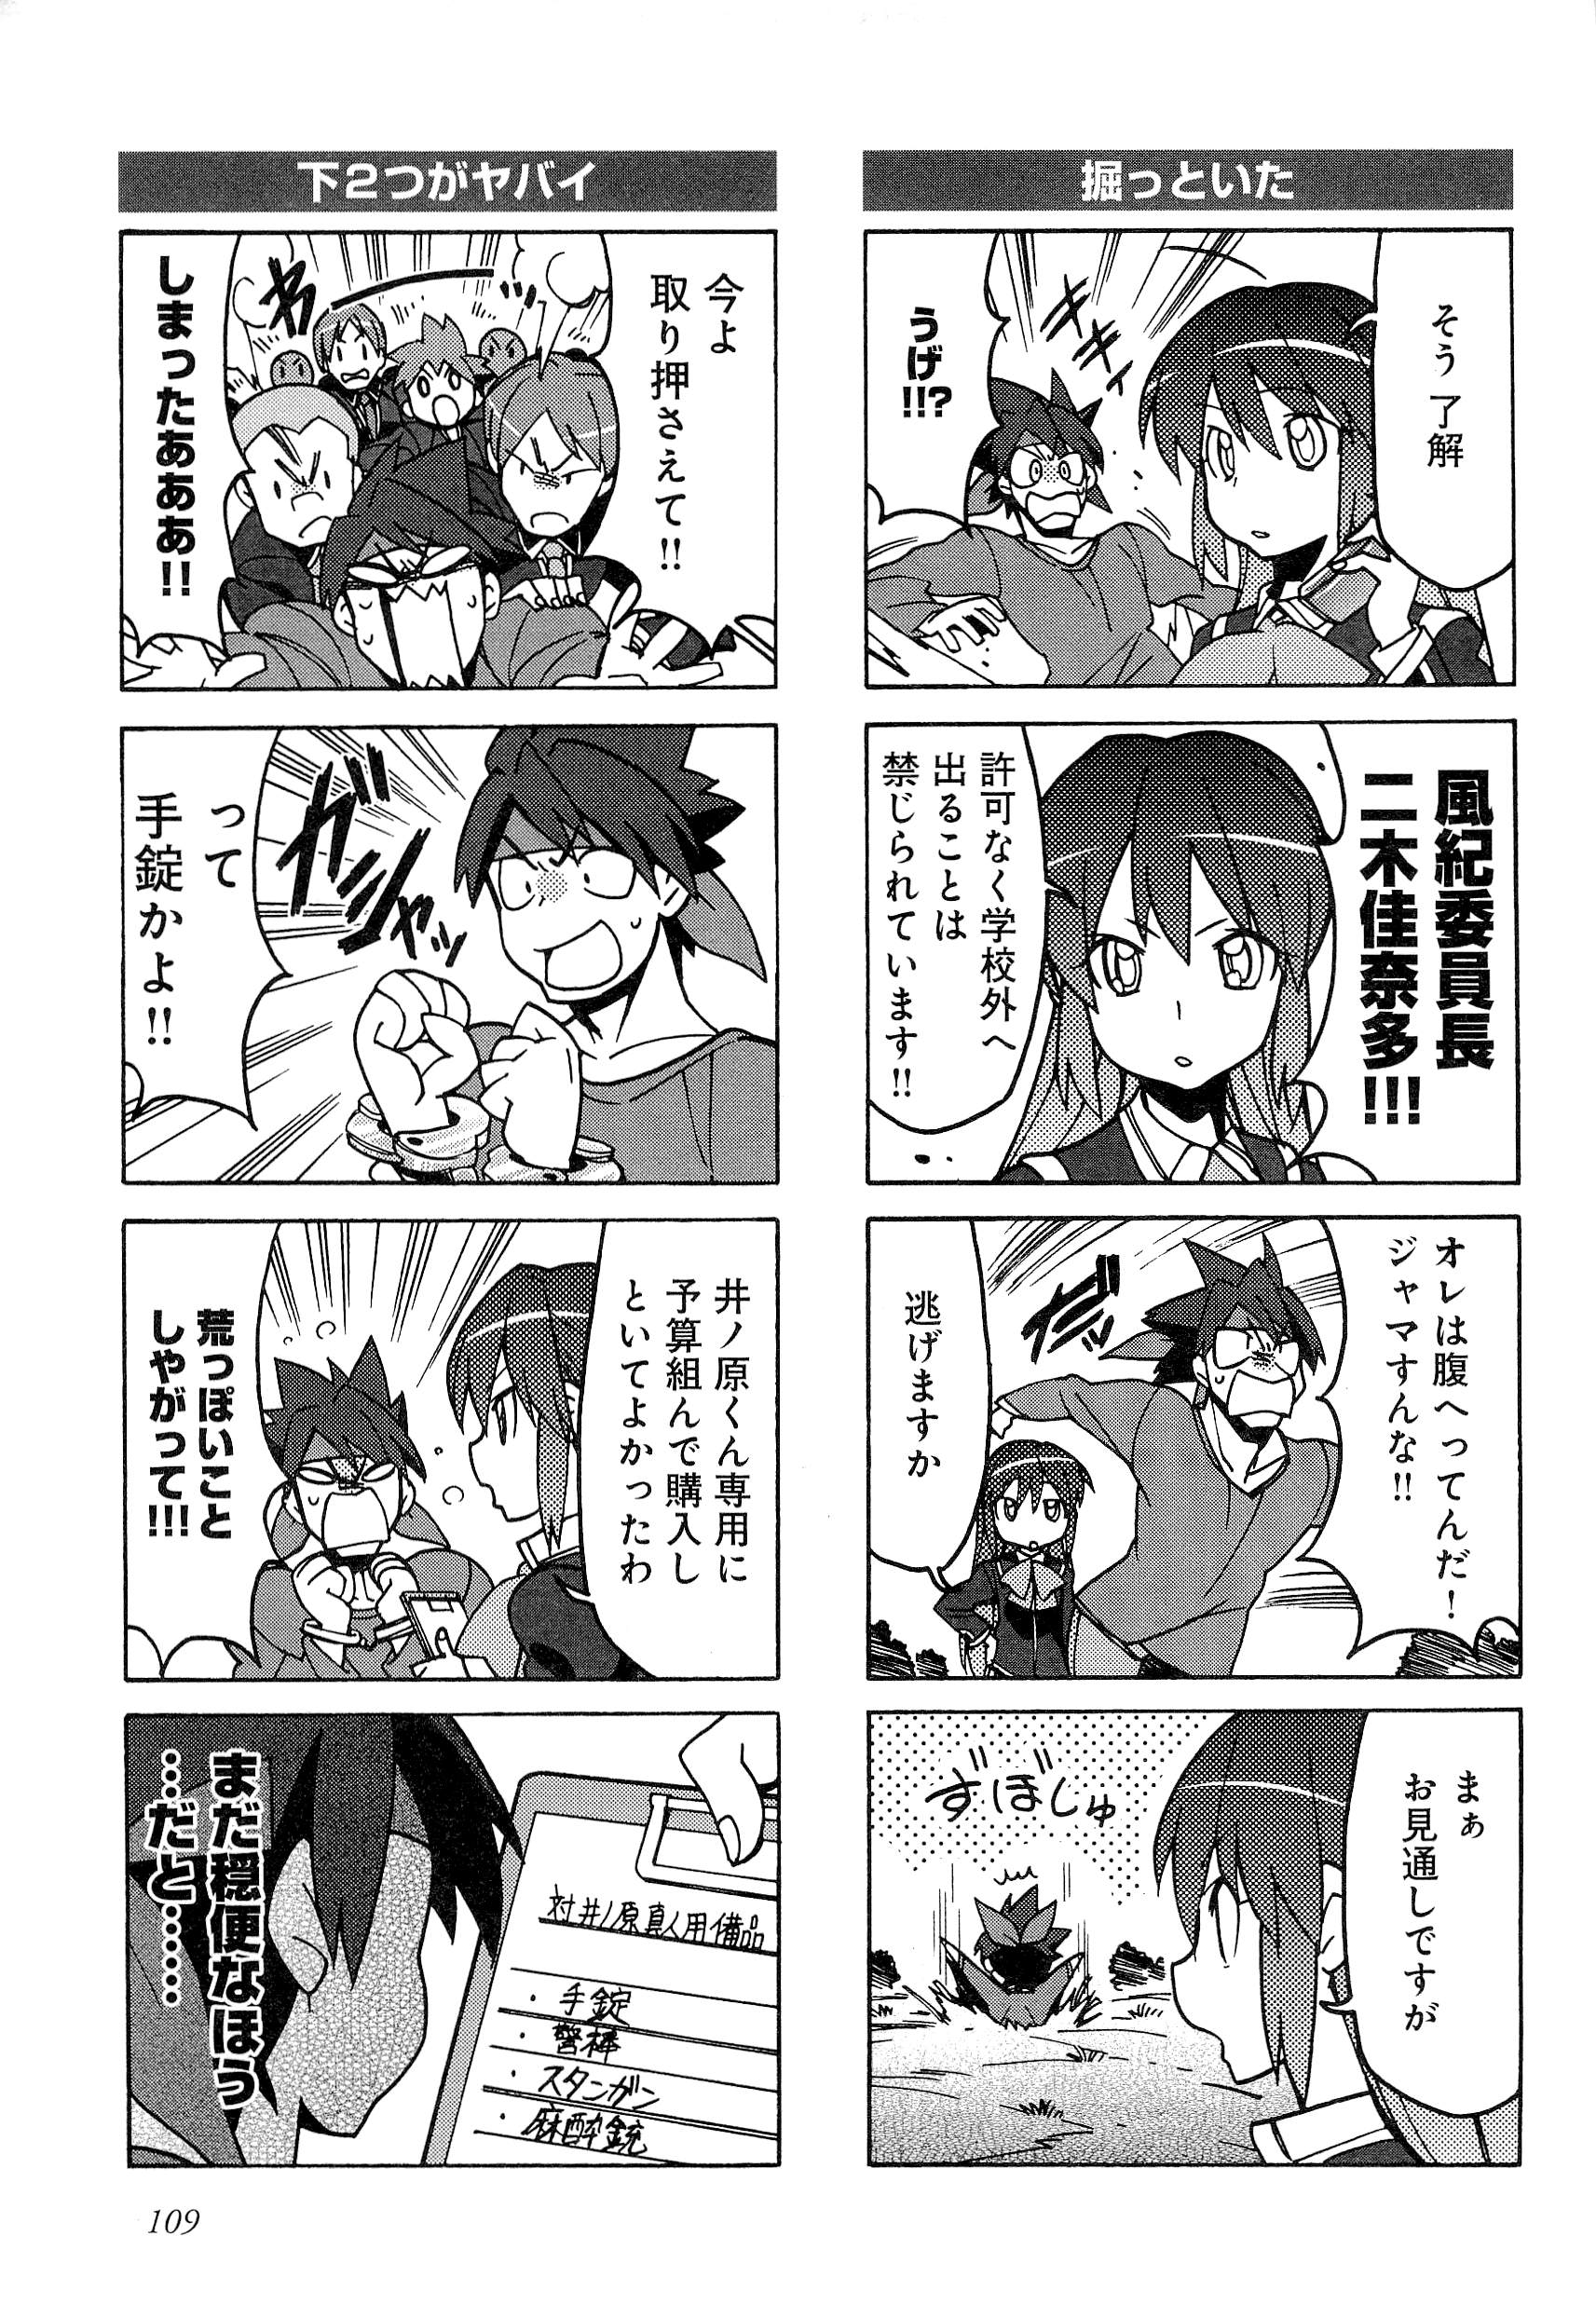 掘っといた
そう 了解
キキィ
うげ!!?
風紀委員長
二木佳奈多!!!
許可なく学校外へ
出ることは
禁じられています!!
オレは腹へってんだ!
ジャマすんな!!
ダッ
逃げますか
まぁ
お見通しですが
ずぼしゅ
下2つがヤバイ
今よ
取り押さえて!!
わーっ
しまったあああ!!
ガシャッ
って
手錠かよ!!
井ノ原くん専用に
予算組んで購入し
といてよかったわ
荒っぽいこと
しやがって!!!
対井ノ原真人用備品
・手錠
・警棒
・スタンガン
・麻酔銃
まだ穏便なほう
…だと……
109